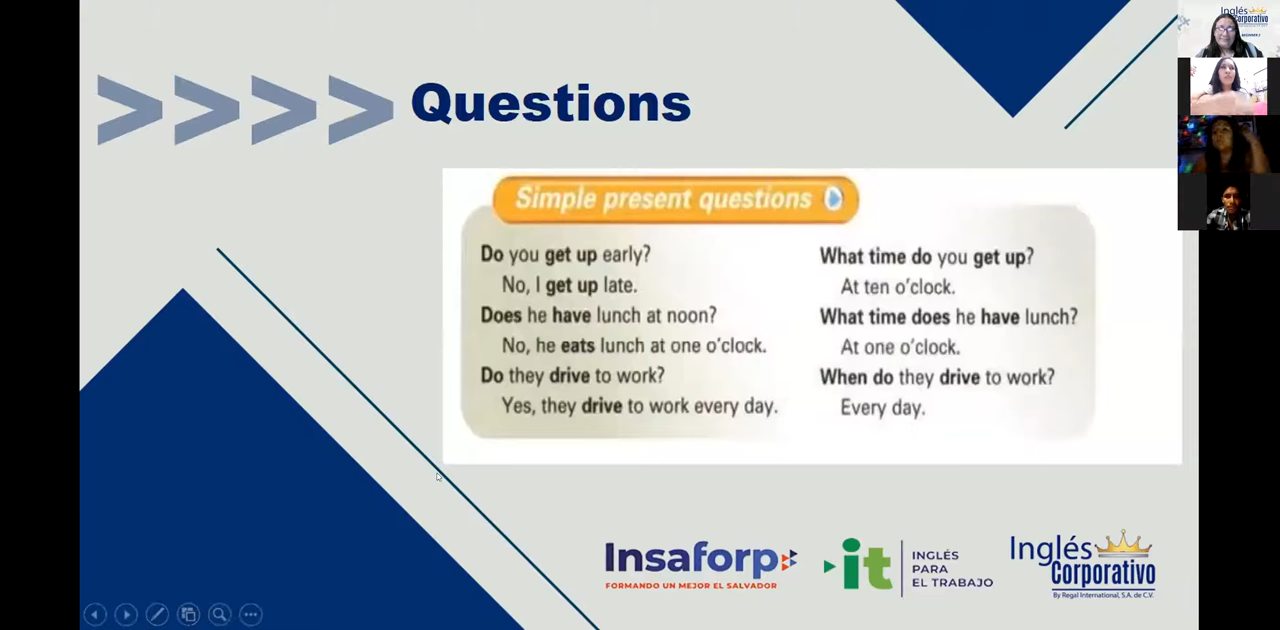 Questions
Simple present questions
Do you get up early?
No, I get up late.
Does he have lunch at noon?
No, he eats lunch at one o'clock.
Do they drive to work?
Yes, they drive to work every day.
What time do you get up?
At ten o'clock.
What time does he have lunch?
At one o'clock.
When do they drive to work?
Every day.
Insaforp
FORMANDO UN MEJOR EL SALVADOR
it
INGLÉS
PARA
EL TRABAJO
Inglés
Corporativo
By Regal International, S.A. de C.V.
Inglés
Corporativo